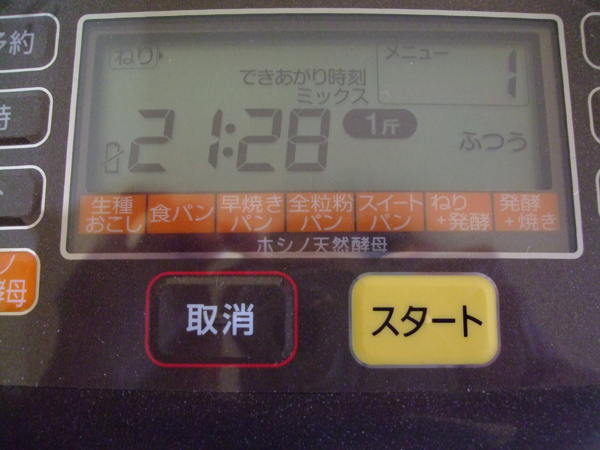 予約
ねり
できあがり時刻
ミックス
メニュー
1
21:28
1斤
ふつう
時
生種
おこし
食パン
早焼き
パン
全粒粉
パン
スイート
パン
ねり
+発酵
発酵
+焼き
ホシノ天然酵母
ノ
酵母
取消
スタート